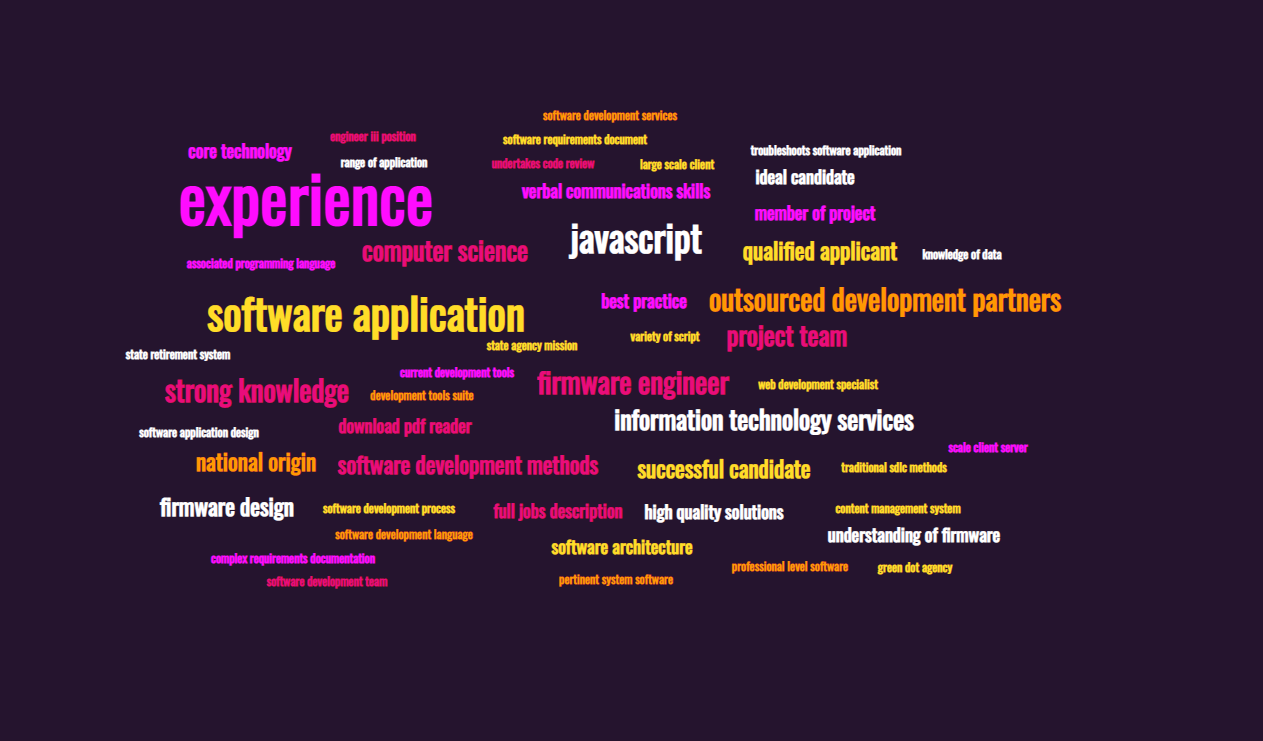 software development services
engineer iii position
software requirements document
core technology
range of application
undertakes code review
large scale client
troubleshoots software application
ideal candidate
experience
verbal communications skills
member of project
javascript
computer science
qualified applicant
knowledge of data
associated programming language
best practice
outsourced development partners
software application
variety of script
project team
state agency mission
state retirement system
current development tools
strong knowledge
development tools suite
firmware engineer
web development specialist
information technology services
download pdf reader
software application design
scale client server
national origin
software development methods
successful candidate
traditional sdlc methods
firmware design
software development process
full jobs description
high quality solutions
content management system
software development language
understanding of firmware
software architecture
complex requirements documentation
professional level software
green dot agency
software development team
pertinent system software